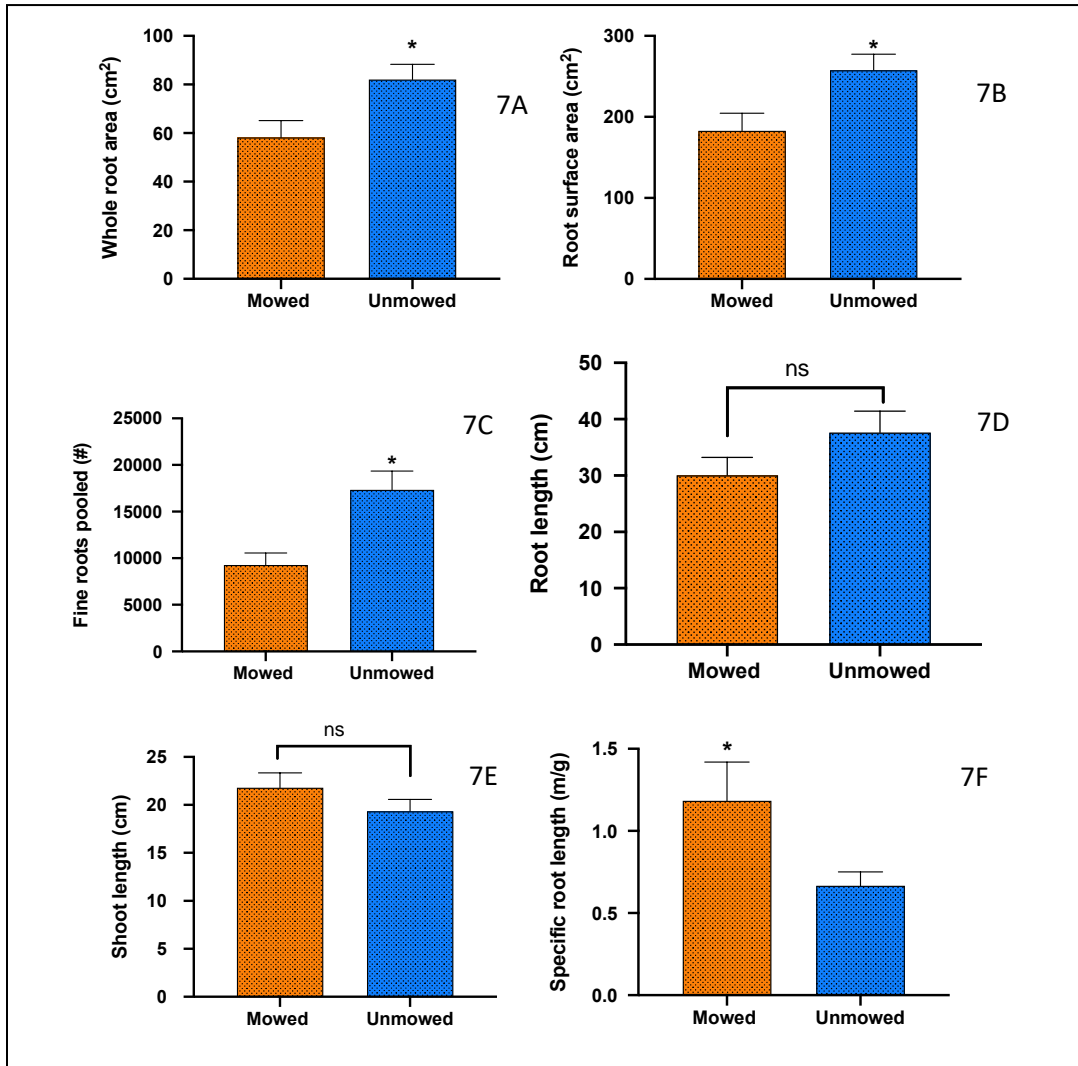 Whole root area (cm²)
100
80
60
40
20
0
*
7A
Mowed Unmowed
Root surface area (cm²)
300
200
100
0
*
7B
Mowed Unmowed
Fine roots pooled (#)
25000
20000
15000
10000
5000
0
*
7C
Mowed Unmowed
Root length (cm)
50
40
30
20
10
0
ns
7D
Mowed Unmowed
Shoot length (cm)
25
20
15
10
5
0
ns
7E
Mowed Unmowed
Specific root length (m/g)
1.5
1.0
0.5
0.0
*
7F
Mowed Unmowed